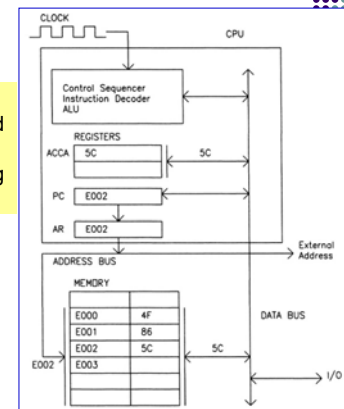 CLOCK
CPU
Control Sequencer
Instruction Decoder
ALU
REGISTERS
ACCA 5C 5C
PC E002
AR E002
External
Address
ADDRESS BUS
MEMORY
E000 4F
E001 86
E002 5C 5C
E003
E002
DATA BUS
I/O